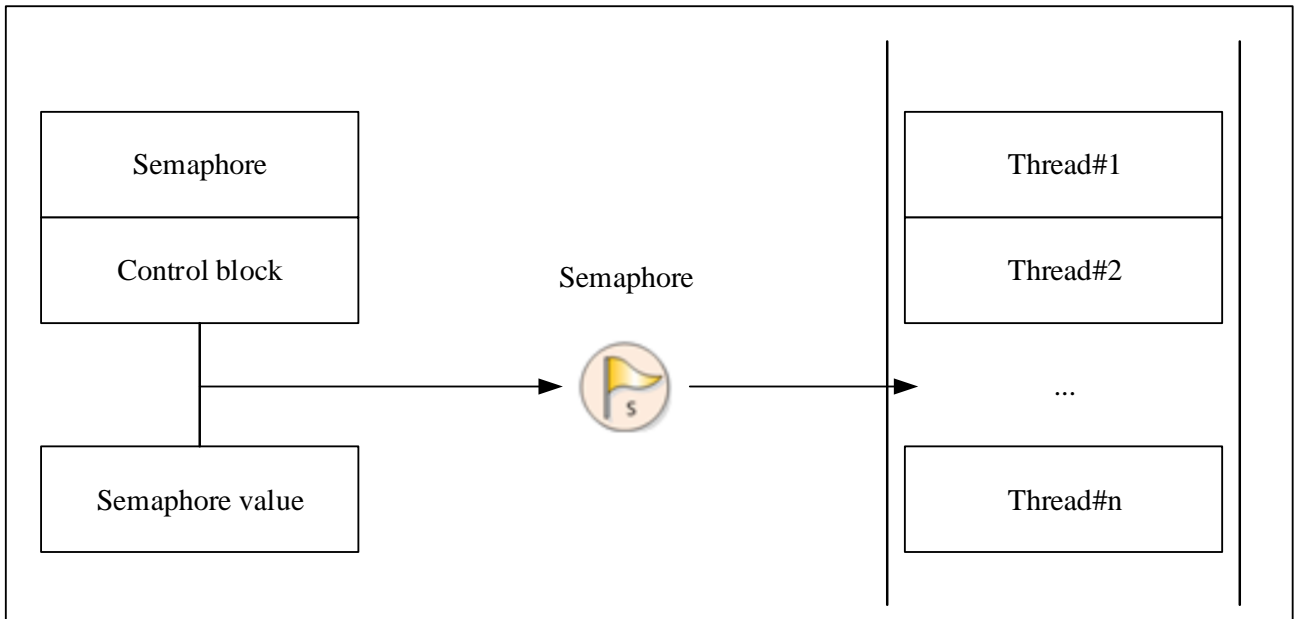 Semaphore
Control block
Semaphore value
Semaphore
S
Thread#1
Thread#2
...
Thread#n